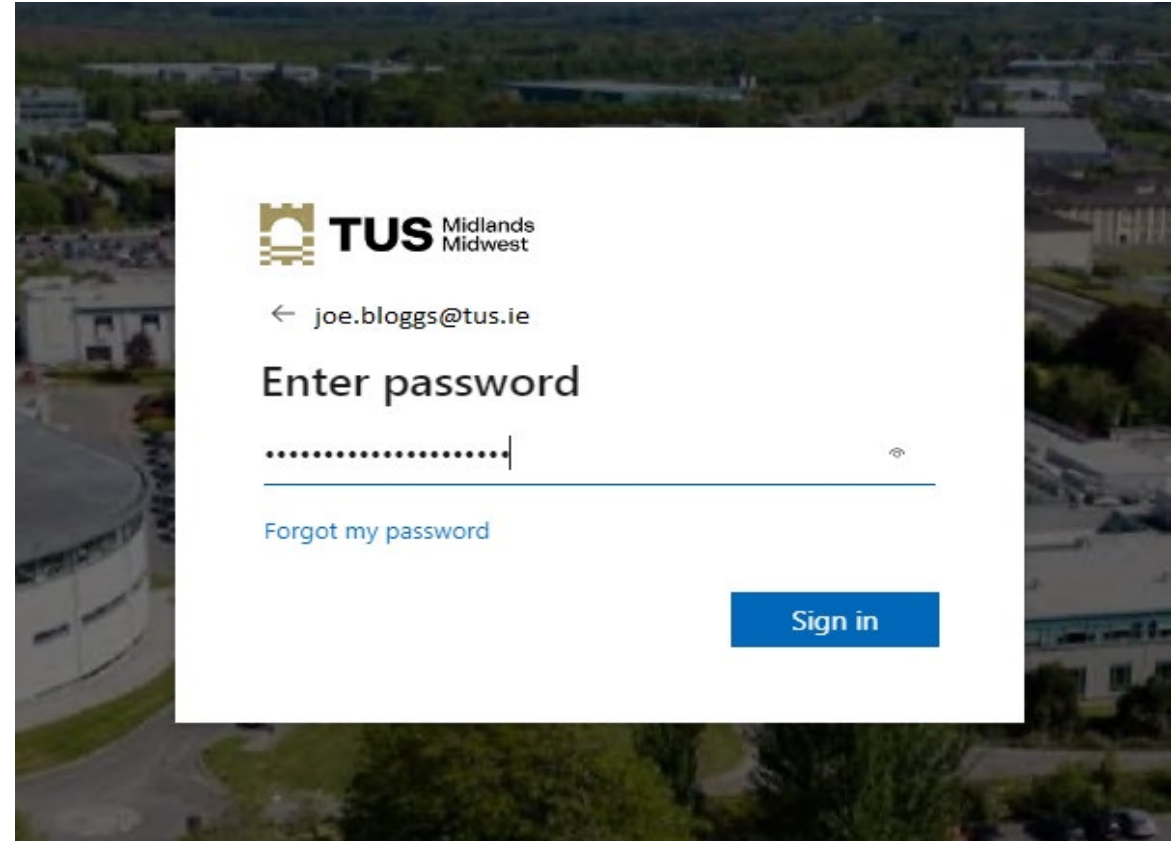 TUS Midlands
Midwest
joe.bloggs@tus.ie
Enter password
Forgot my password
Sign in